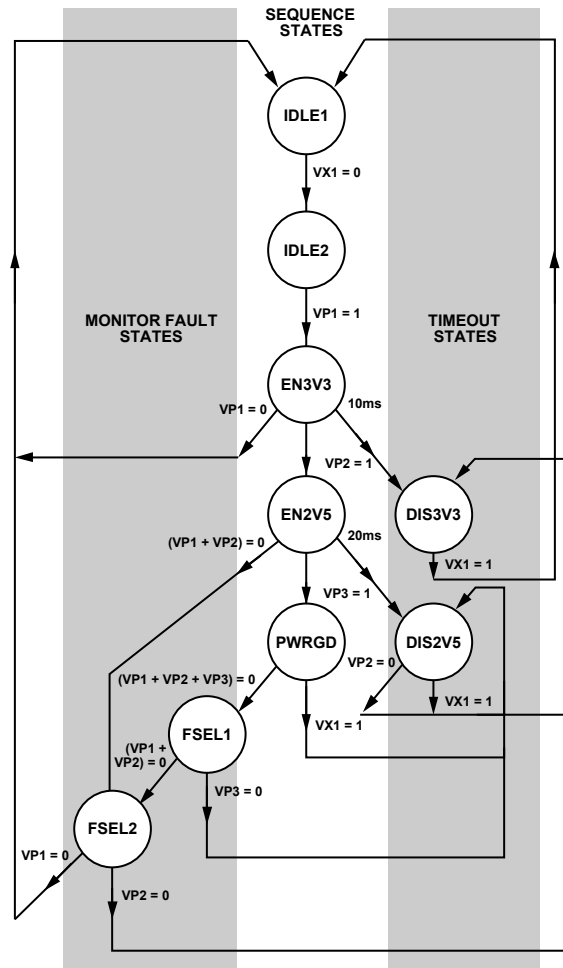 SEQUENCE
STATES
IDLE1
VX1 = 0
IDLE2
MONITOR FAULT
STATES
VP1 = 1
TIMEOUT
STATES
EN3V3
VP1 = 0
10ms
VP2 = 1
EN2V5
DIS3V3
(VP1 + VP2) = 0
20ms
VX1 = 1
VP3 = 1
PWRGD
DIS2V5
VP2 = 0
(VP1 + VP2 + VP3) = 0
VX1 = 1
VX1 = 1
FSEL1
(VP1 +
VP2) = 0
VP3 = 0
FSEL2
VP1 = 0
VP2 = 0